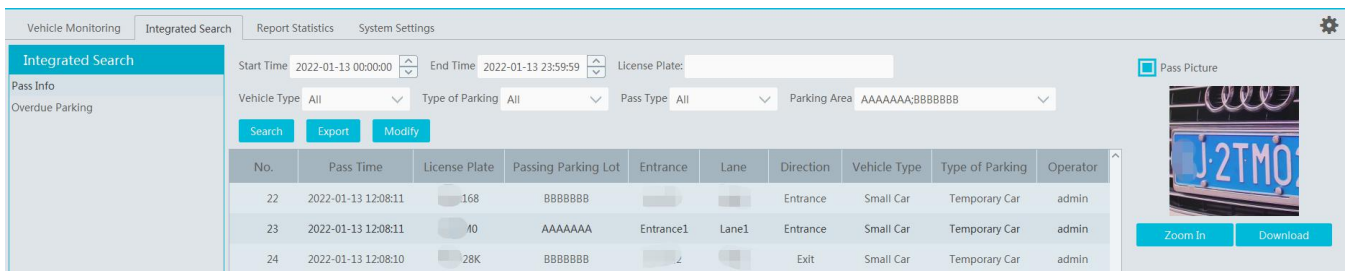 Vehicle Monitoring Integrated Search Report Statistics System Settings
Integrated Search
Pass Info
Overdue Parking
Start Time 2022-01-13 00:00:00 End Time 2022-01-13 23:59:59 License Plate:
Vehicle Type All Type of Parking All Pass Type All Parking Area AAAAAAA;BBBBBBB
Search Export Modify
No. Pass Time License Plate Passing Parking Lot Entrance Lane Direction Vehicle Type Type of Parking Operator
22 2022-01-13 12:08:11 168 BBBBBBB Entrance Small Car Temporary Car admin
23 2022-01-13 12:08:11 AAAAAAA Entrance1 Lane1 Entrance Small Car Temporary Car admin
24 2022-01-13 12:08:10 28K BBBBBBB Exit Small Car Temporary Car admin
Pass Picture
Zoom In Download